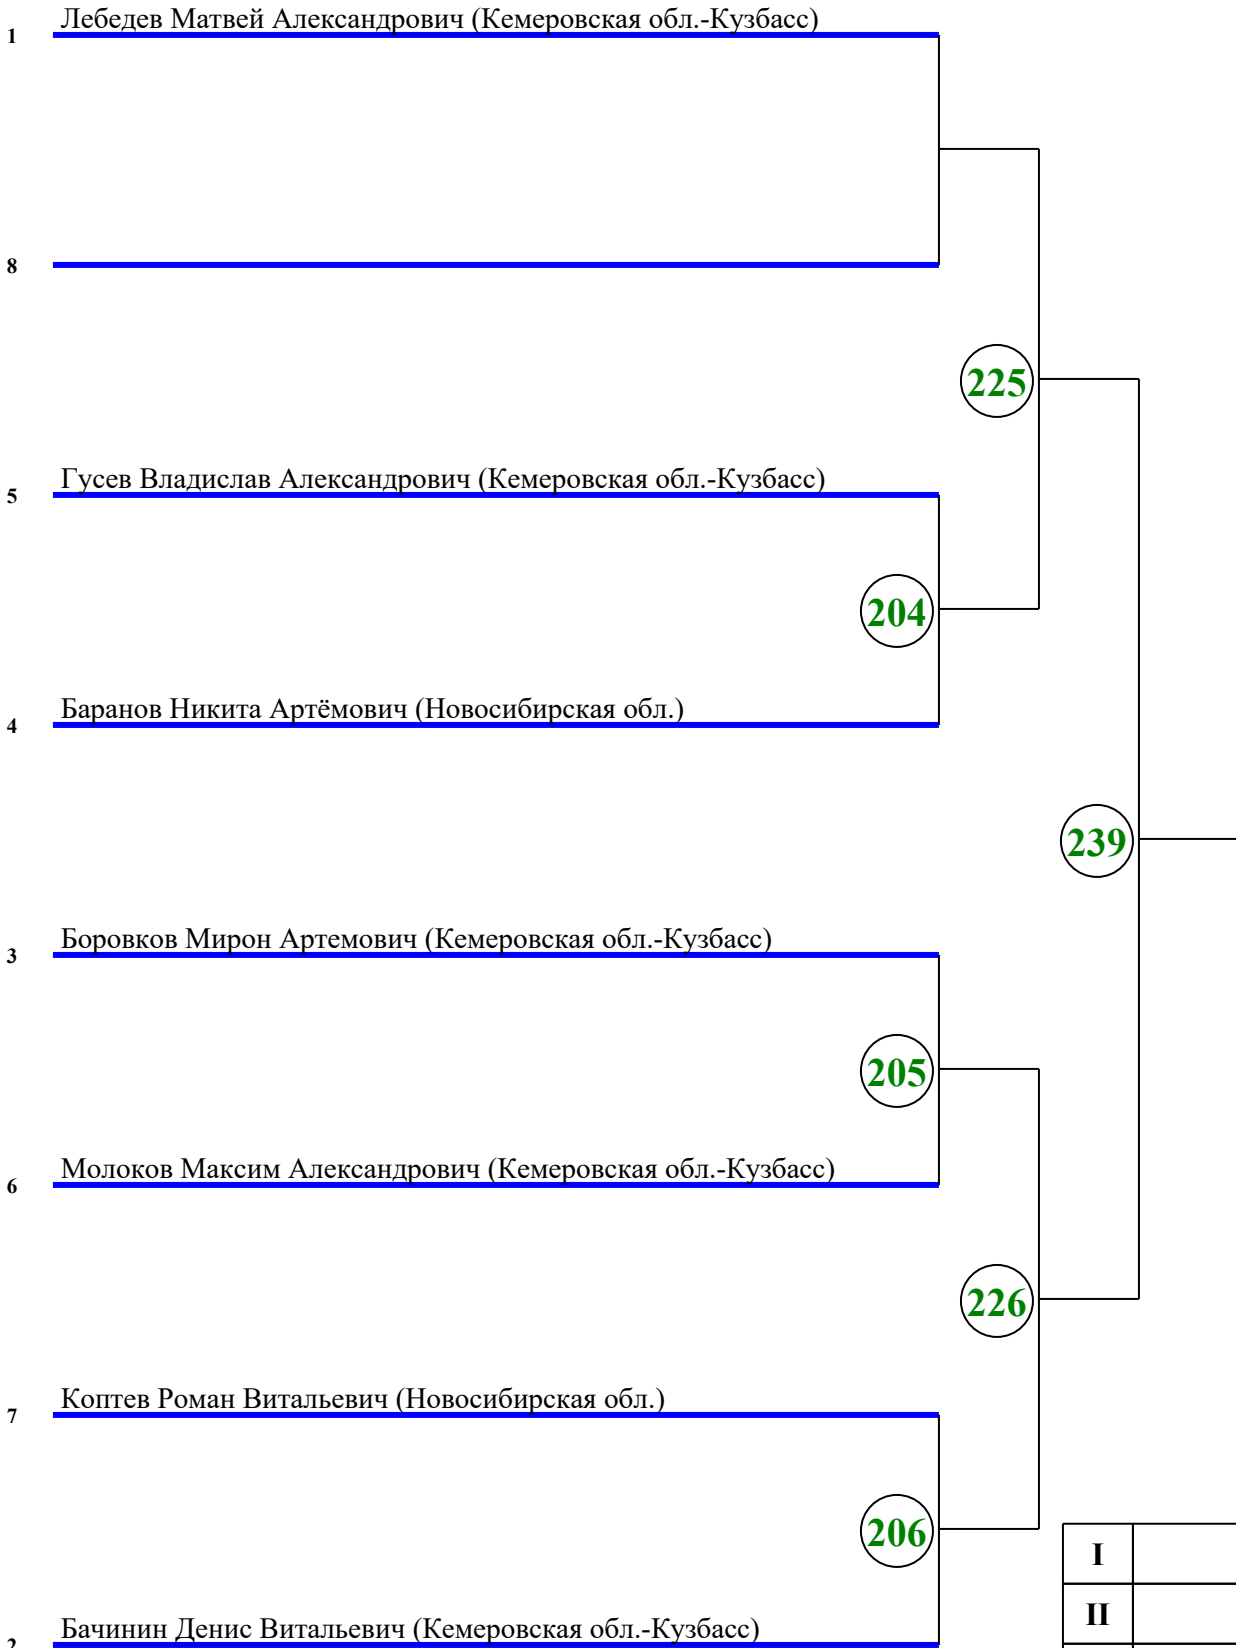 Лебедев Матвей Александрович (Кемеровская обл.-Кузбасс)
1
8
225
Гусев Владислав Александрович (Кемеровская обл.-Кузбасс)
5
204
Баранов Никита Артёмович (Новосибирская обл.)
4
239
Боровков Мирон Артемович (Кемеровская обл.-Кузбасс)
3
205
Молоков Максим Александрович (Кемеровская обл.-Кузбасс)
6
226
Коптев Роман Витальевич (Новосибирская обл.)
7
206
I
II
Бачинин Денис Витальевич (Кемеровская обл.-Кузбасс)
2